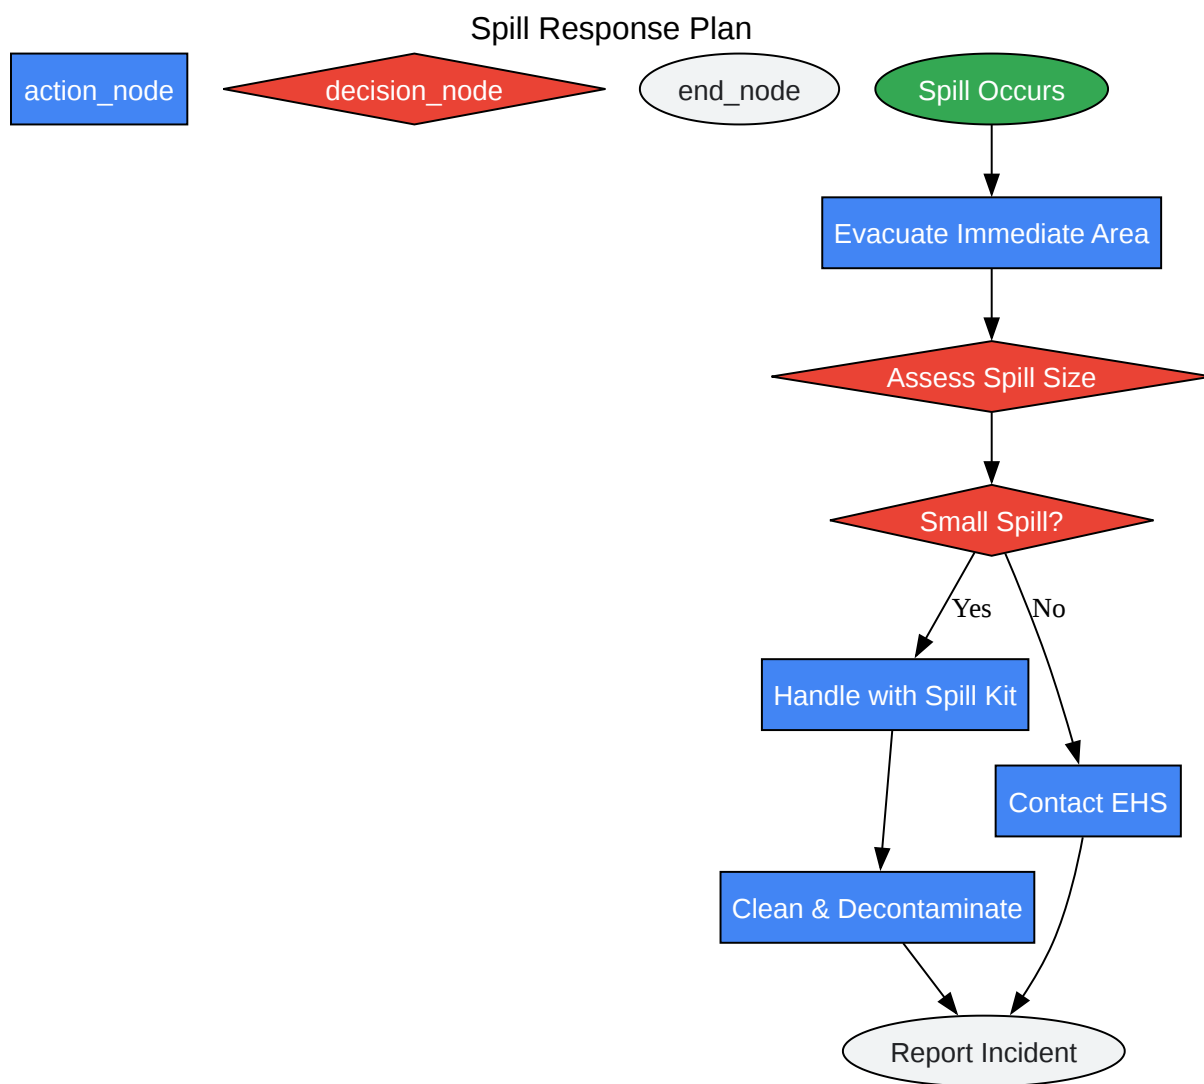 Spill Response Plan
action_node
decision_node
end_node
Spill Occurs
Evacuate Immediate Area
Assess Spill Size
Small Spill?
Yes
No
Handle with Spill Kit
Contact EHS
Clean & Decontaminate
Report Incident